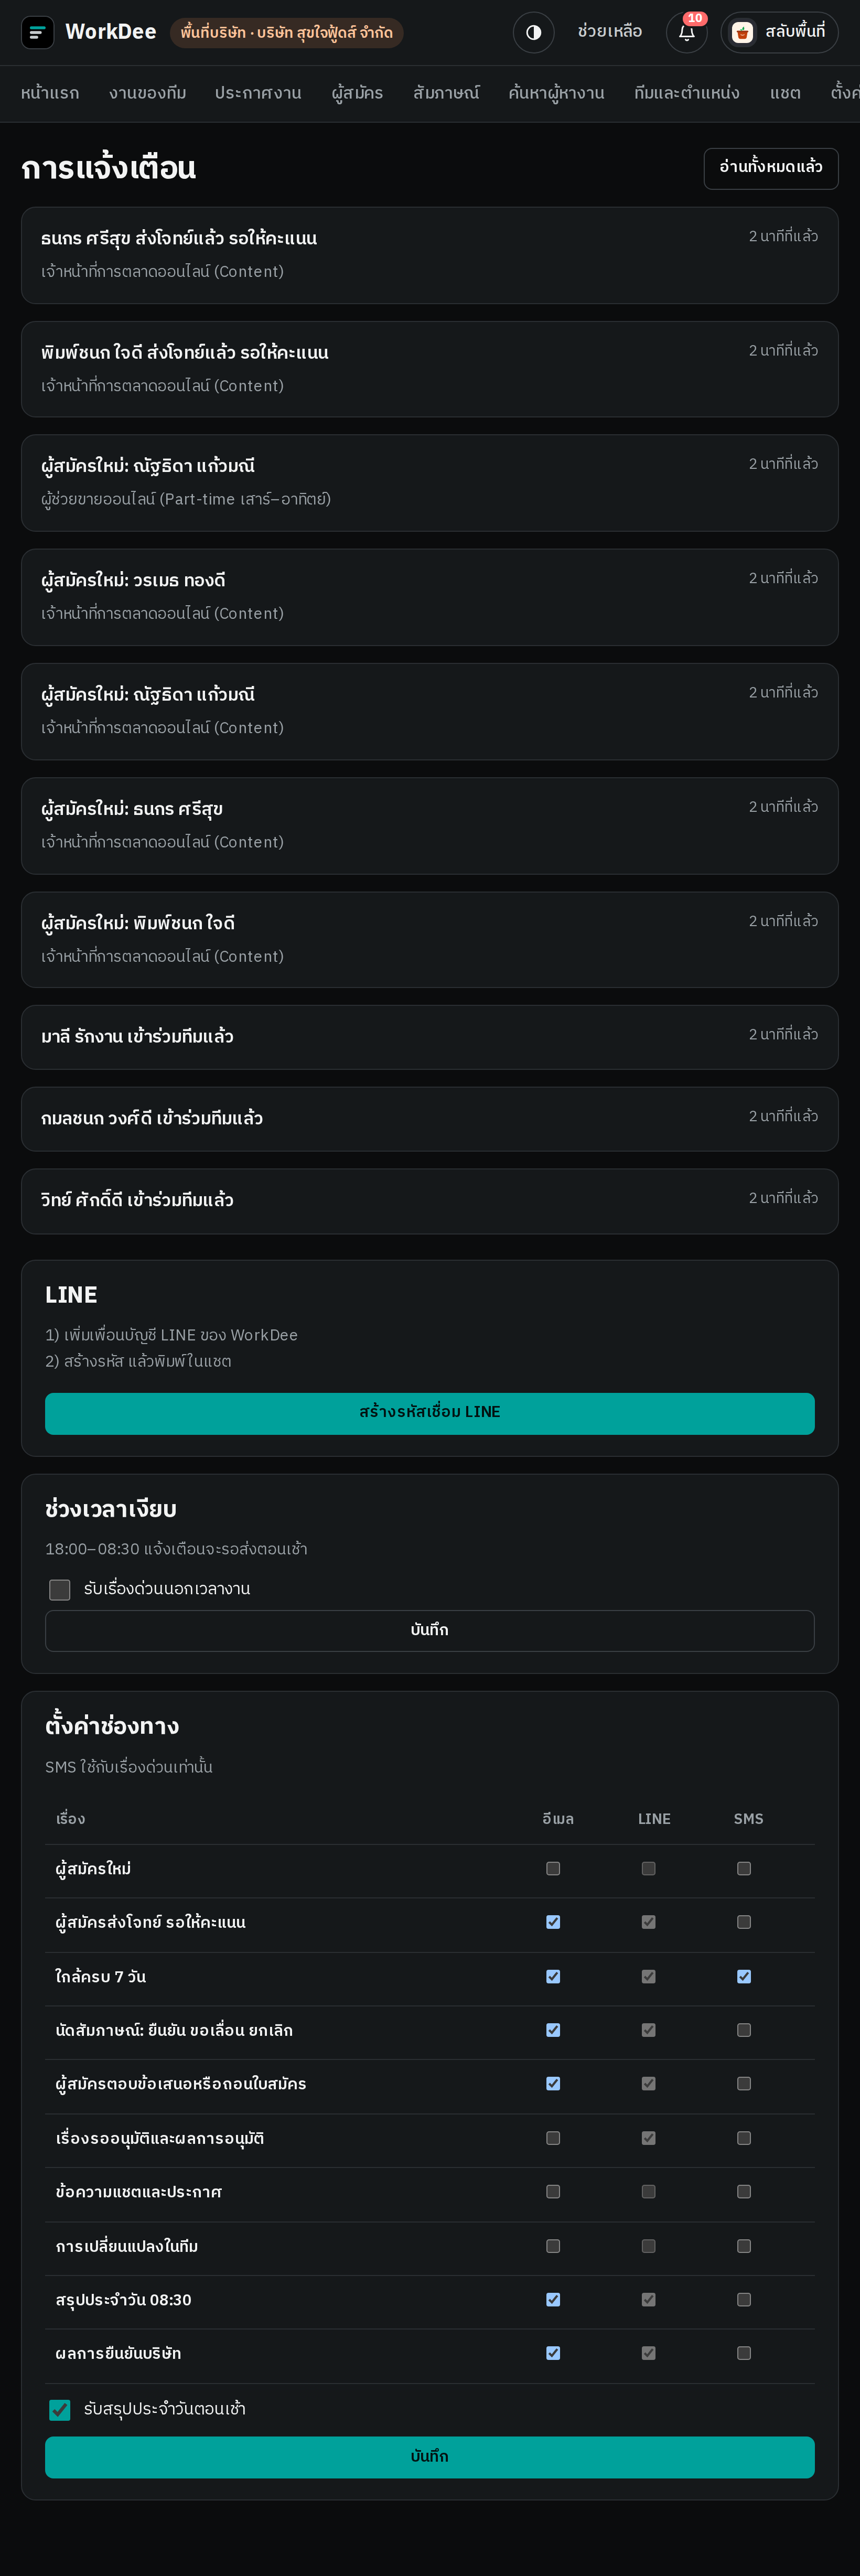 WorkDee
พื้นที่บริษัท · บริษัท สุขใจฟู้ดส์ จำกัด
ช่วยเหลือ
10
สลับพื้นที่
หน้าแรก งานของทีม ประกาศงาน ผู้สมัคร สัมภาษณ์ ค้นหาผู้หางาน ทีมและตำแหน่ง แชต ตั้งค
การแจ้งเตือน
อ่านทั้งหมดแล้ว
ธนกร ศรีสุข ส่งโจทย์แล้ว รอให้คะแนน 2 นาทีที่แล้ว
เจ้าหน้าที่การตลาดออนไลน์ (Content)
พิมพ์ชนก ใจดี ส่งโจทย์แล้ว รอให้คะแนน 2 นาทีที่แล้ว
เจ้าหน้าที่การตลาดออนไลน์ (Content)
ผู้สมัครใหม่: ณัฐธิดา แก้วมณี 2 นาทีที่แล้ว
ผู้ช่วยขายออนไลน์ (Part-time เสาร์–อาทิตย์)
ผู้สมัครใหม่: วรเมธ ทองดี 2 นาทีที่แล้ว
เจ้าหน้าที่การตลาดออนไลน์ (Content)
ผู้สมัครใหม่: ณัฐธิดา แก้วมณี 2 นาทีที่แล้ว
เจ้าหน้าที่การตลาดออนไลน์ (Content)
ผู้สมัครใหม่: ธนกร ศรีสุข 2 นาทีที่แล้ว
เจ้าหน้าที่การตลาดออนไลน์ (Content)
ผู้สมัครใหม่: พิมพ์ชนก ใจดี 2 นาทีที่แล้ว
เจ้าหน้าที่การตลาดออนไลน์ (Content)
มาลี รักงาน เข้าร่วมทีมแล้ว 2 นาทีที่แล้ว
กมลชนก วงศ์ดี เข้าร่วมทีมแล้ว 2 นาทีที่แล้ว
วิทย์ ศักดิ์ดี เข้าร่วมทีมแล้ว 2 นาทีที่แล้ว
LINE
1) เพิ่มเพื่อนบัญชี LINE ของ WorkDee
2) สร้างรหัส แล้วพิมพ์ในแชต
สร้างรหัสเชื่อม LINE
ช่วงเวลาเงียบ
18:00–08:30 แจ้งเตือนจะรอส่งตอนเช้า
รับเรื่องด่วนนอกเวลางาน
บันทึก
ตั้งค่าช่องทาง
SMS ใช้กับเรื่องด่วนเท่านั้น
เรื่อง อีเมล LINE SMS
ผู้สมัครใหม่
ผู้สมัครส่งโจทย์ รอให้คะแนน
ใกล้ครบ 7 วัน
นัดสัมภาษณ์: ยืนยัน ขอเลื่อน ยกเลิก
ผู้สมัครตอบข้อเสนอหรือถอนใบสมัคร
เรื่องรออนุมัติและผลการอนุมัติ
ข้อความแชตและประกาศ
การเปลี่ยนแปลงในทีม
สรุปประจำวัน 08:30
ผลการยืนยันบริษัท
รับสรุปประจำวันตอนเช้า
บันทึก